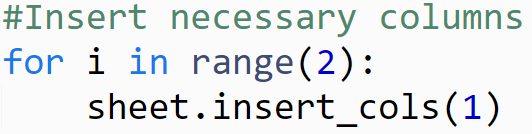 #Insert necessary columns
for i in range(2):
    sheet.insert_cols(1)